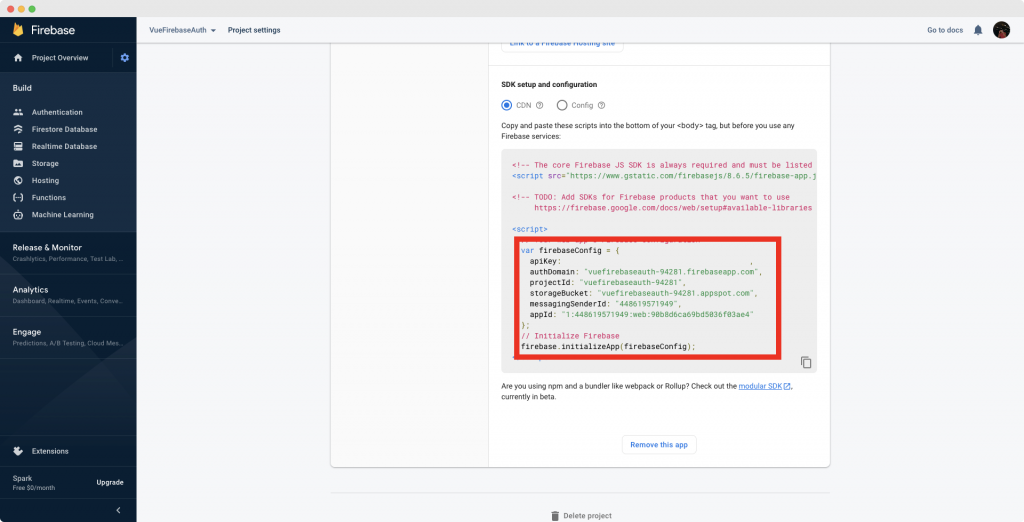 Firebase
VueFirebaseAuth
Project settings
Go to docs
Project Overview
Build
Authentication
Firestore Database
Realtime Database
Storage
Hosting
Functions
Machine Learning
Release & Monitor
Crashlytics, Performance, Test Lab, ...
Analytics
Dashboard, Realtime, Events, Conve...
Engage
Predictions, A/B Testing, Cloud Mes...
Extensions
Spark
Free $0/month
Upgrade
Link to a Firebase Hosting site
SDK setup and configuration
CDN
Config
Copy and paste these scripts into the bottom of your <body> tag, but before you use any
Firebase services:
<!-- The core Firebase JS SDK is always required and must be listed
<script src="https://www.gstatic.com/firebasejs/8.6.5/firebase-app.j
<!-- TODO: Add SDKs for Firebase products that you want to use
https://firebase.google.com/docs/web/setup#available-libraries
<script>
var firebaseConfig = {
apiKey: ,
authDomain: "vuefirebaseauth-94281.firebaseapp.com",
projectId: "vuefirebaseauth-94281",
storageBucket: "vuefirebaseauth-94281.appspot.com",
messagingSenderId: "448619571949",
appId: "1:448619571949:web:90b8d6ca69bd5036f03ae4"
};
// Initialize Firebase
firebase.initializeApp(firebaseConfig);
Are you using npm and a bundler like webpack or Rollup? Check out the modular SDK,
currently in beta.
Remove this app
Delete project